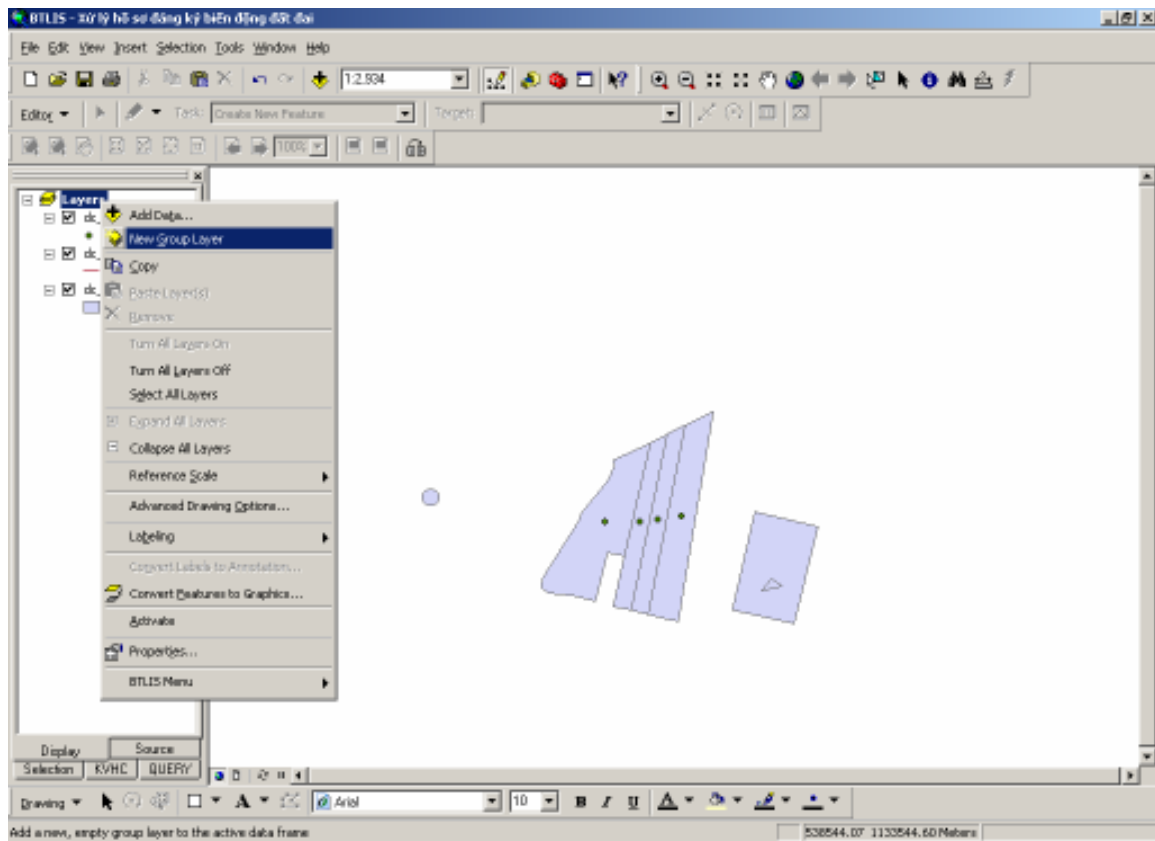 BTLIS - Xử lý hồ sơ đăng ký biến động đất đai
File Edit View Insert Selection Tools Window Help
1:2.934
Editor Task: Create New Feature Target:
100%
Layers
dc_
dc_
dc_
Add Data...
New Group Layer
Copy
Paste Layer(s)
Remove
Turn All Layers On
Turn All Layers Off
Select All Layers
Expand All Layers
Collapse All Layers
Reference Scale
Advanced Drawing Options...
Labeling
Convert Labels to Annotation...
Convert Features to Graphics...
Activate
Properties...
BTLIS Menu
Display Source
Selection KVHC QUERY
Drawing A Arial 10 B I U A
Add a new, empty group layer to the active data frame
538544.07 1133544.60 Meters